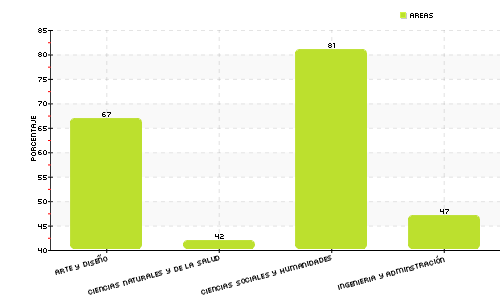 AREAS
85
80
75
70
65
60
55
50
45
40
PORCENTAJE
67
42
81
47
ARTE Y DISEÑO
CIENCIAS NATURALES Y DE LA SALUD
CIENCIAS SOCIALES Y HUMANIDADES
INGENIERIA Y ADMINSTRACIÓN